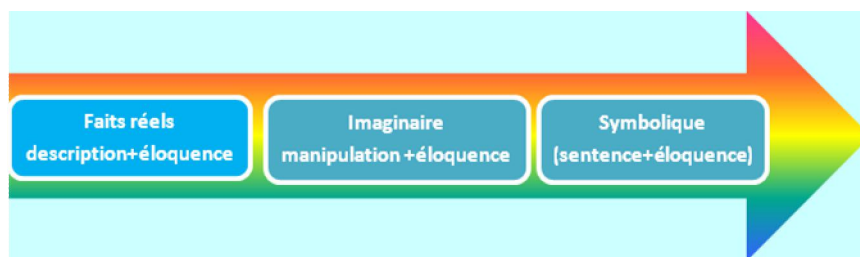 Faits réels
description+éloquence
Imaginaire
manipulation +éloquence
Symbolique
(sentence+éloquence)